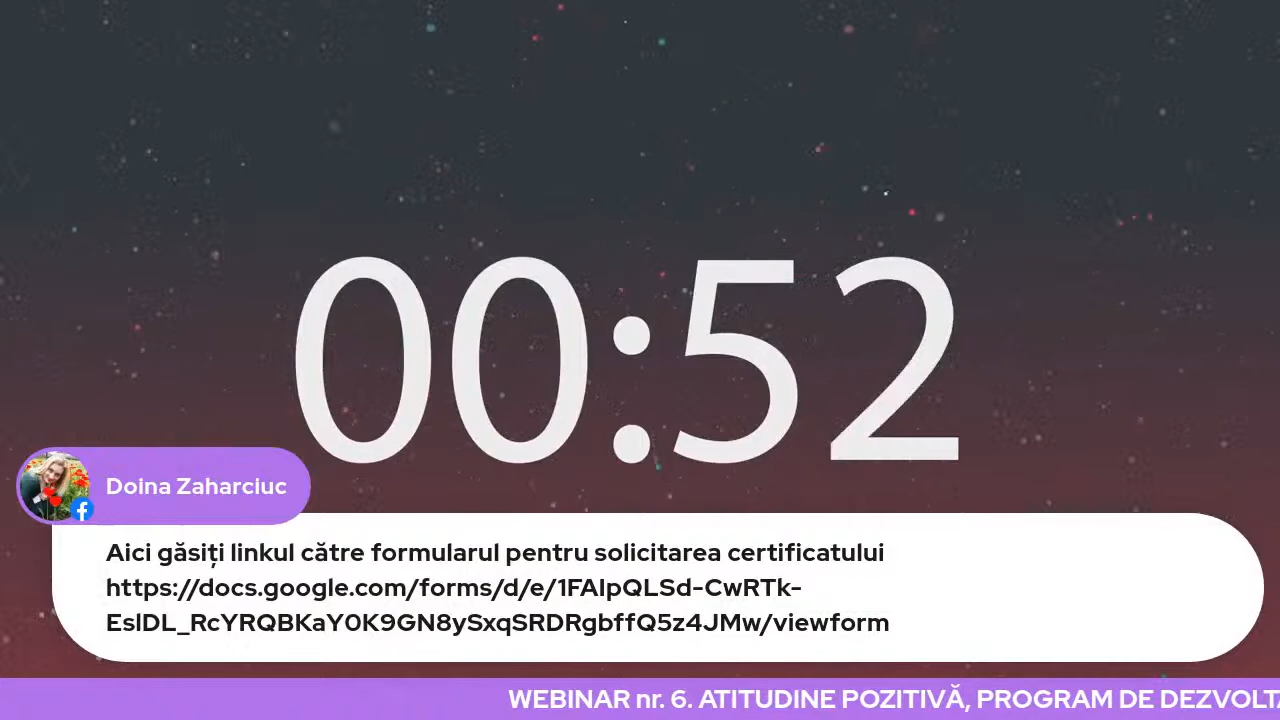 00:52
Doina Zaharciuc
Aici găsiți linkul către formularul pentru solicitarea certificatului
https://docs.google.com/forms/d/e/1FAIpQLSd-CwRTk-
EslDL_RcYRQBKaY0K9GN8ySxqSRDRgbffQ5z4JMw/viewform
WEBINAR nr. 6. ATITUDINE POZITIVĂ, PROGRAM DE DEZVOLT